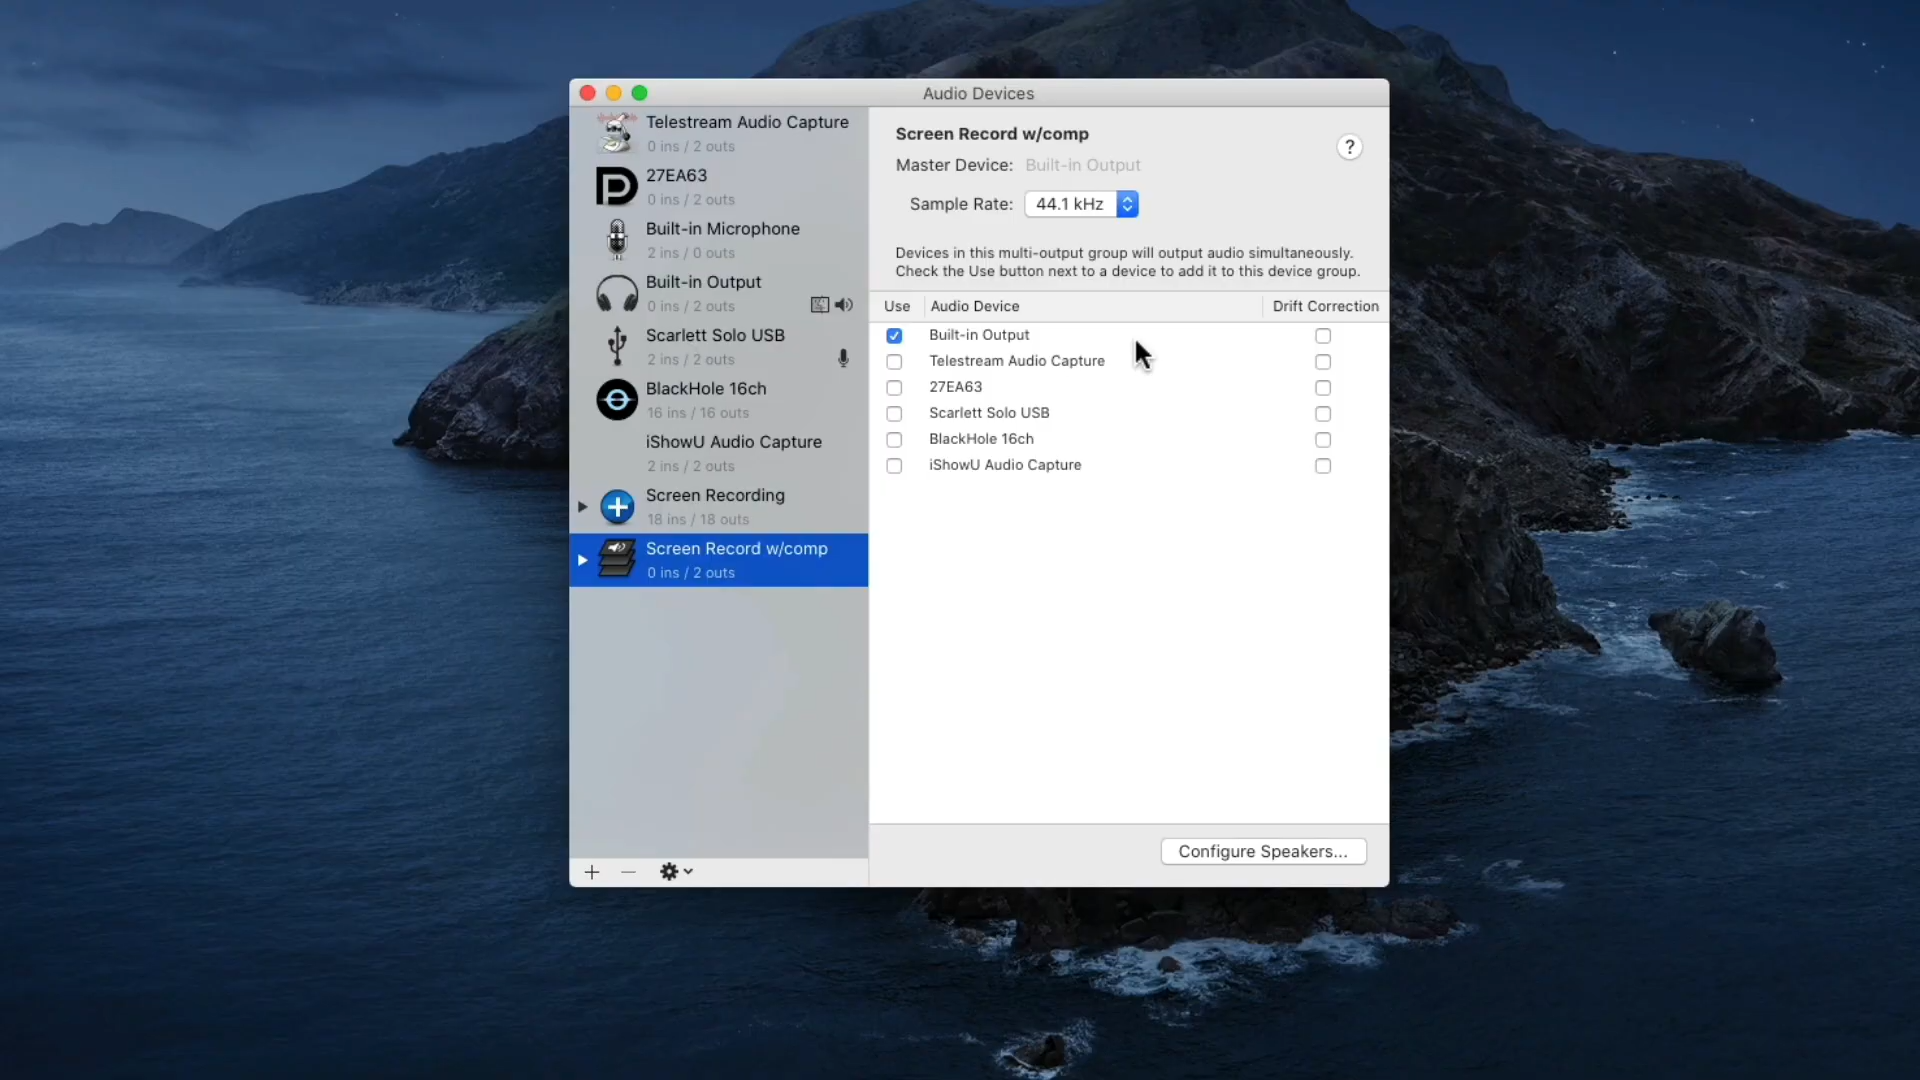 Audio Devices
Telestream Audio Capture
0 ins / 2 outs
27EA63
0 ins / 2 outs
Built-in Microphone
2 ins / 0 outs
Built-in Output
0 ins / 2 outs
Scarlett Solo USB
2 ins / 2 outs
BlackHole 16ch
16 ins / 16 outs
iShowU Audio Capture
2 ins / 2 outs
Screen Recording
18 ins / 18 outs
Screen Record w/comp
0 ins / 2 outs
Screen Record w/comp
?
Master Device: Built-in Output
Sample Rate: 44.1 kHz
Devices in this multi-output group will output audio simultaneously.
Check the Use button next to a device to add it to this device group.
Use Audio Device Drift Correction
Built-in Output
Telestream Audio Capture
27EA63
Scarlett Solo USB
BlackHole 16ch
iShowU Audio Capture
Configure Speakers...